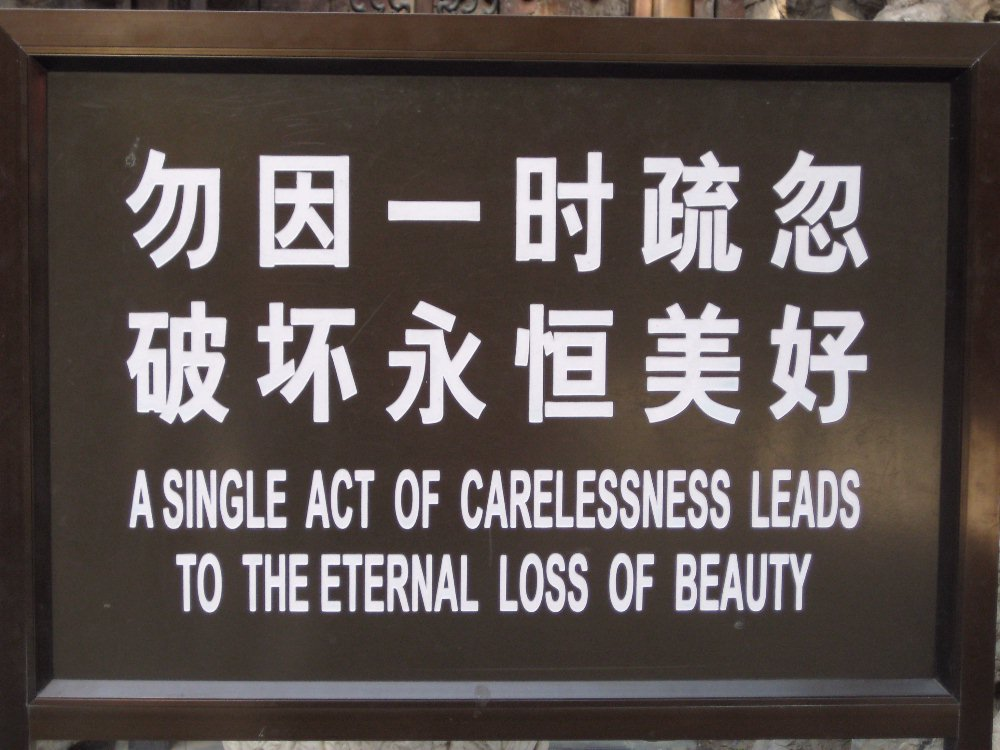 勿因一时疏忽
破坏永恒美好
A SINGLE ACT OF CARELESSNESS LEADS
TO THE ETERNAL LOSS OF BEAUTY